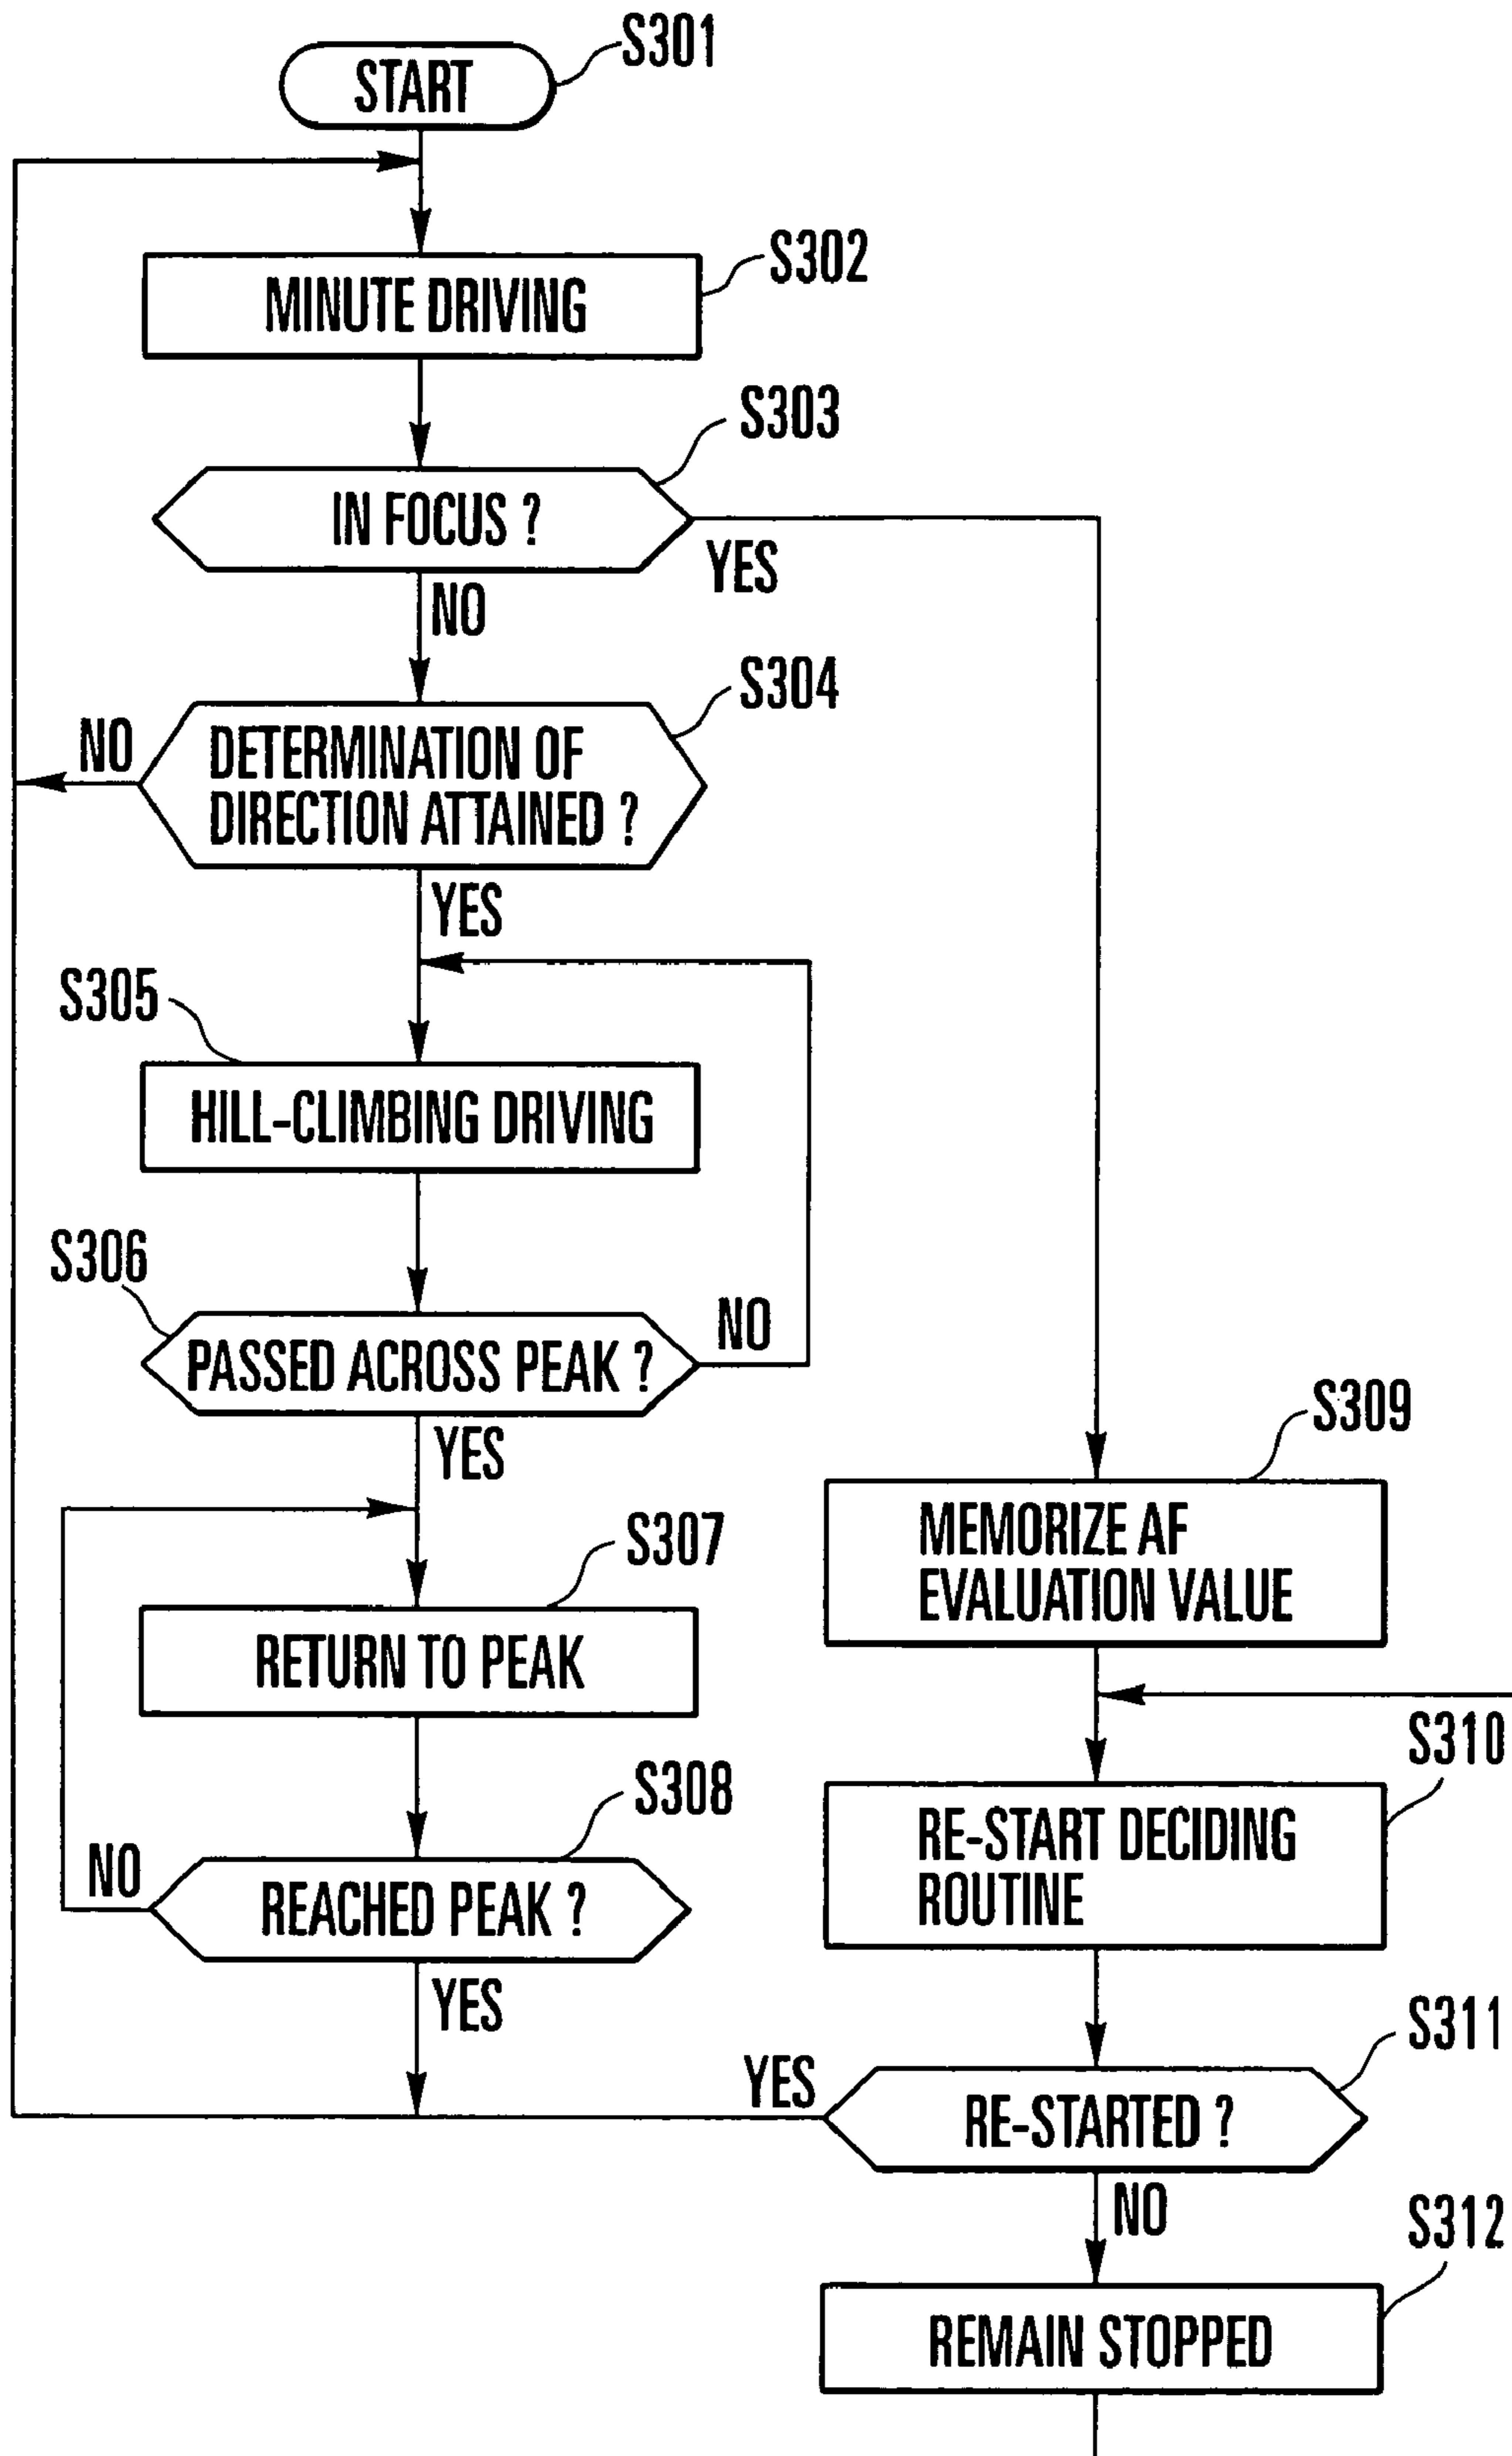 START
S301
MINUTE DRIVING
S302
IN FOCUS ?
S303
YES
NO
DETERMINATION OF
DIRECTION ATTAINED ?
S304
NO
YES
S305
HILL-CLIMBING DRIVING
S306
PASSED ACROSS PEAK ?
NO
YES
S307
RETURN TO PEAK
S308
REACHED PEAK ?
NO
YES
S309
MEMORIZE AF
EVALUATION VALUE
S310
RE-START DECIDING
ROUTINE
S311
RE-STARTED ?
YES
NO
S312
REMAIN STOPPED